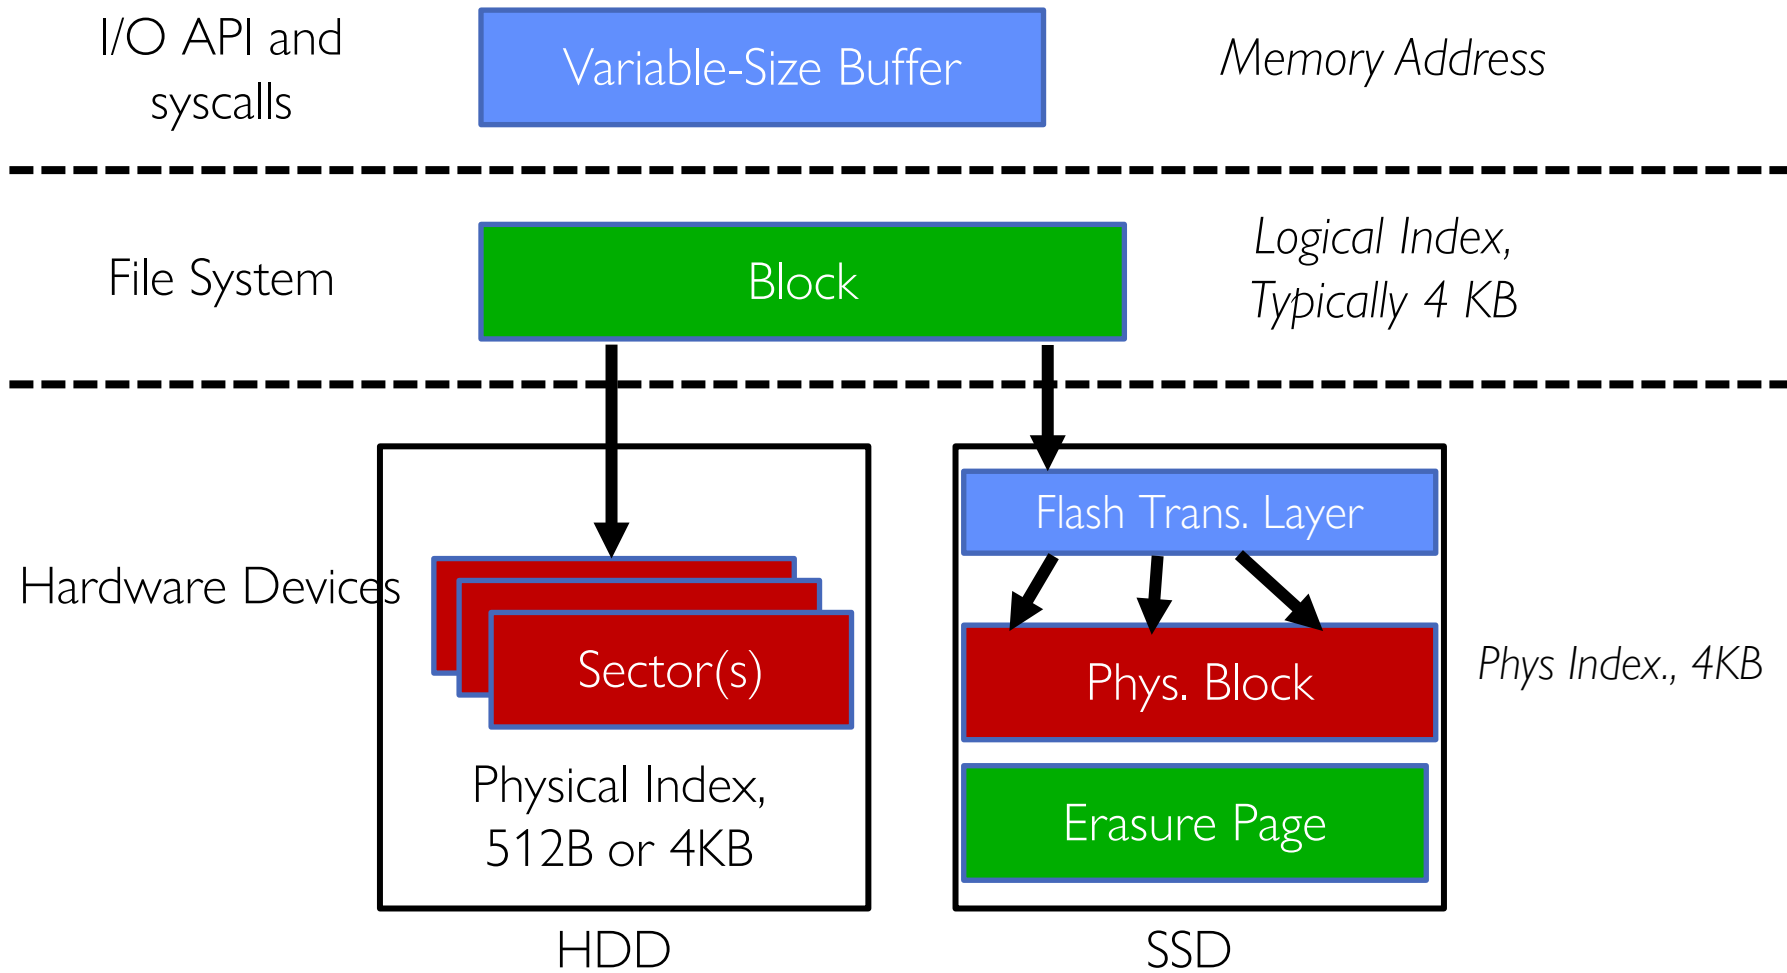 I/O API and
syscalls
Variable-Size Buffer
Memory Address
File System
Block
Logical Index,
Typically 4 KB
Hardware Devices
Sector(s)
Physical Index,
512B or 4KB
HDD
Flash Trans. Layer
Phys. Block
Erasure Page
SSD
Phys Index., 4KB